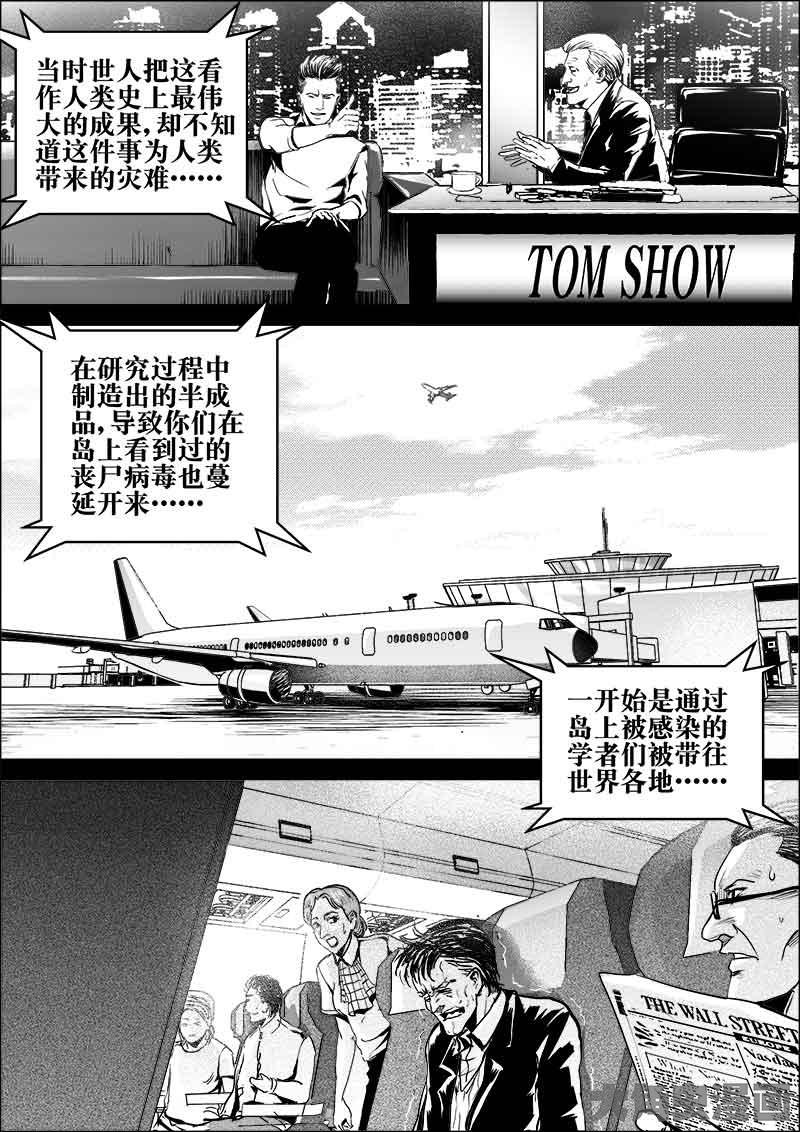 当时世人把这看
作人类史上最伟
大的成果,却不知
道这件事为人类
带来的灾难……
TOM SHOW
在研究过程中
制造出的半成
品,导致你们在
岛上看到过的
丧尸病毒也蔓
延开来……
一开始是通过
岛上被感染的
学者们被带往
世界各地……
THE WALL STREET
EUROPE
Nasdaq